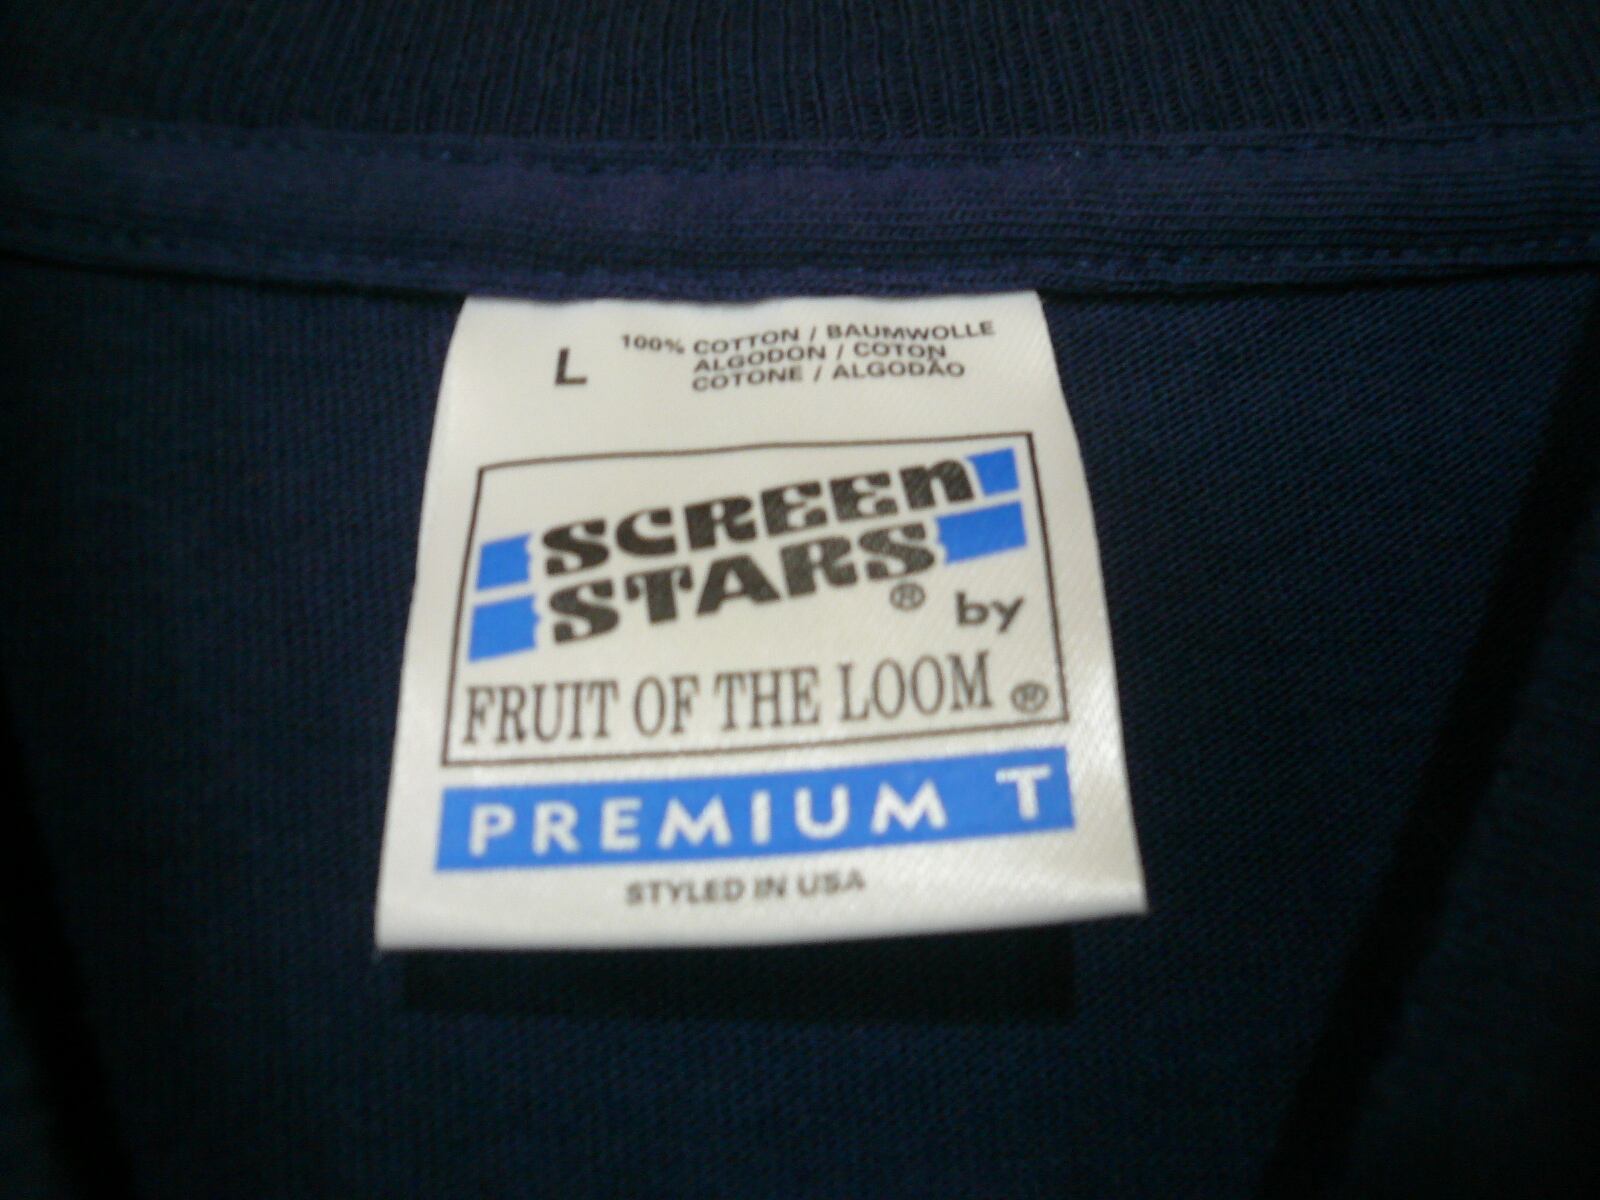 L
100% COTTON / BAUMWOLLE
ALGODON / COTON
COTONE / ALGODÃO
SCREEN
STARS® by
FRUIT OF THE LOOM ®
PREMIUM T
STYLED IN USA